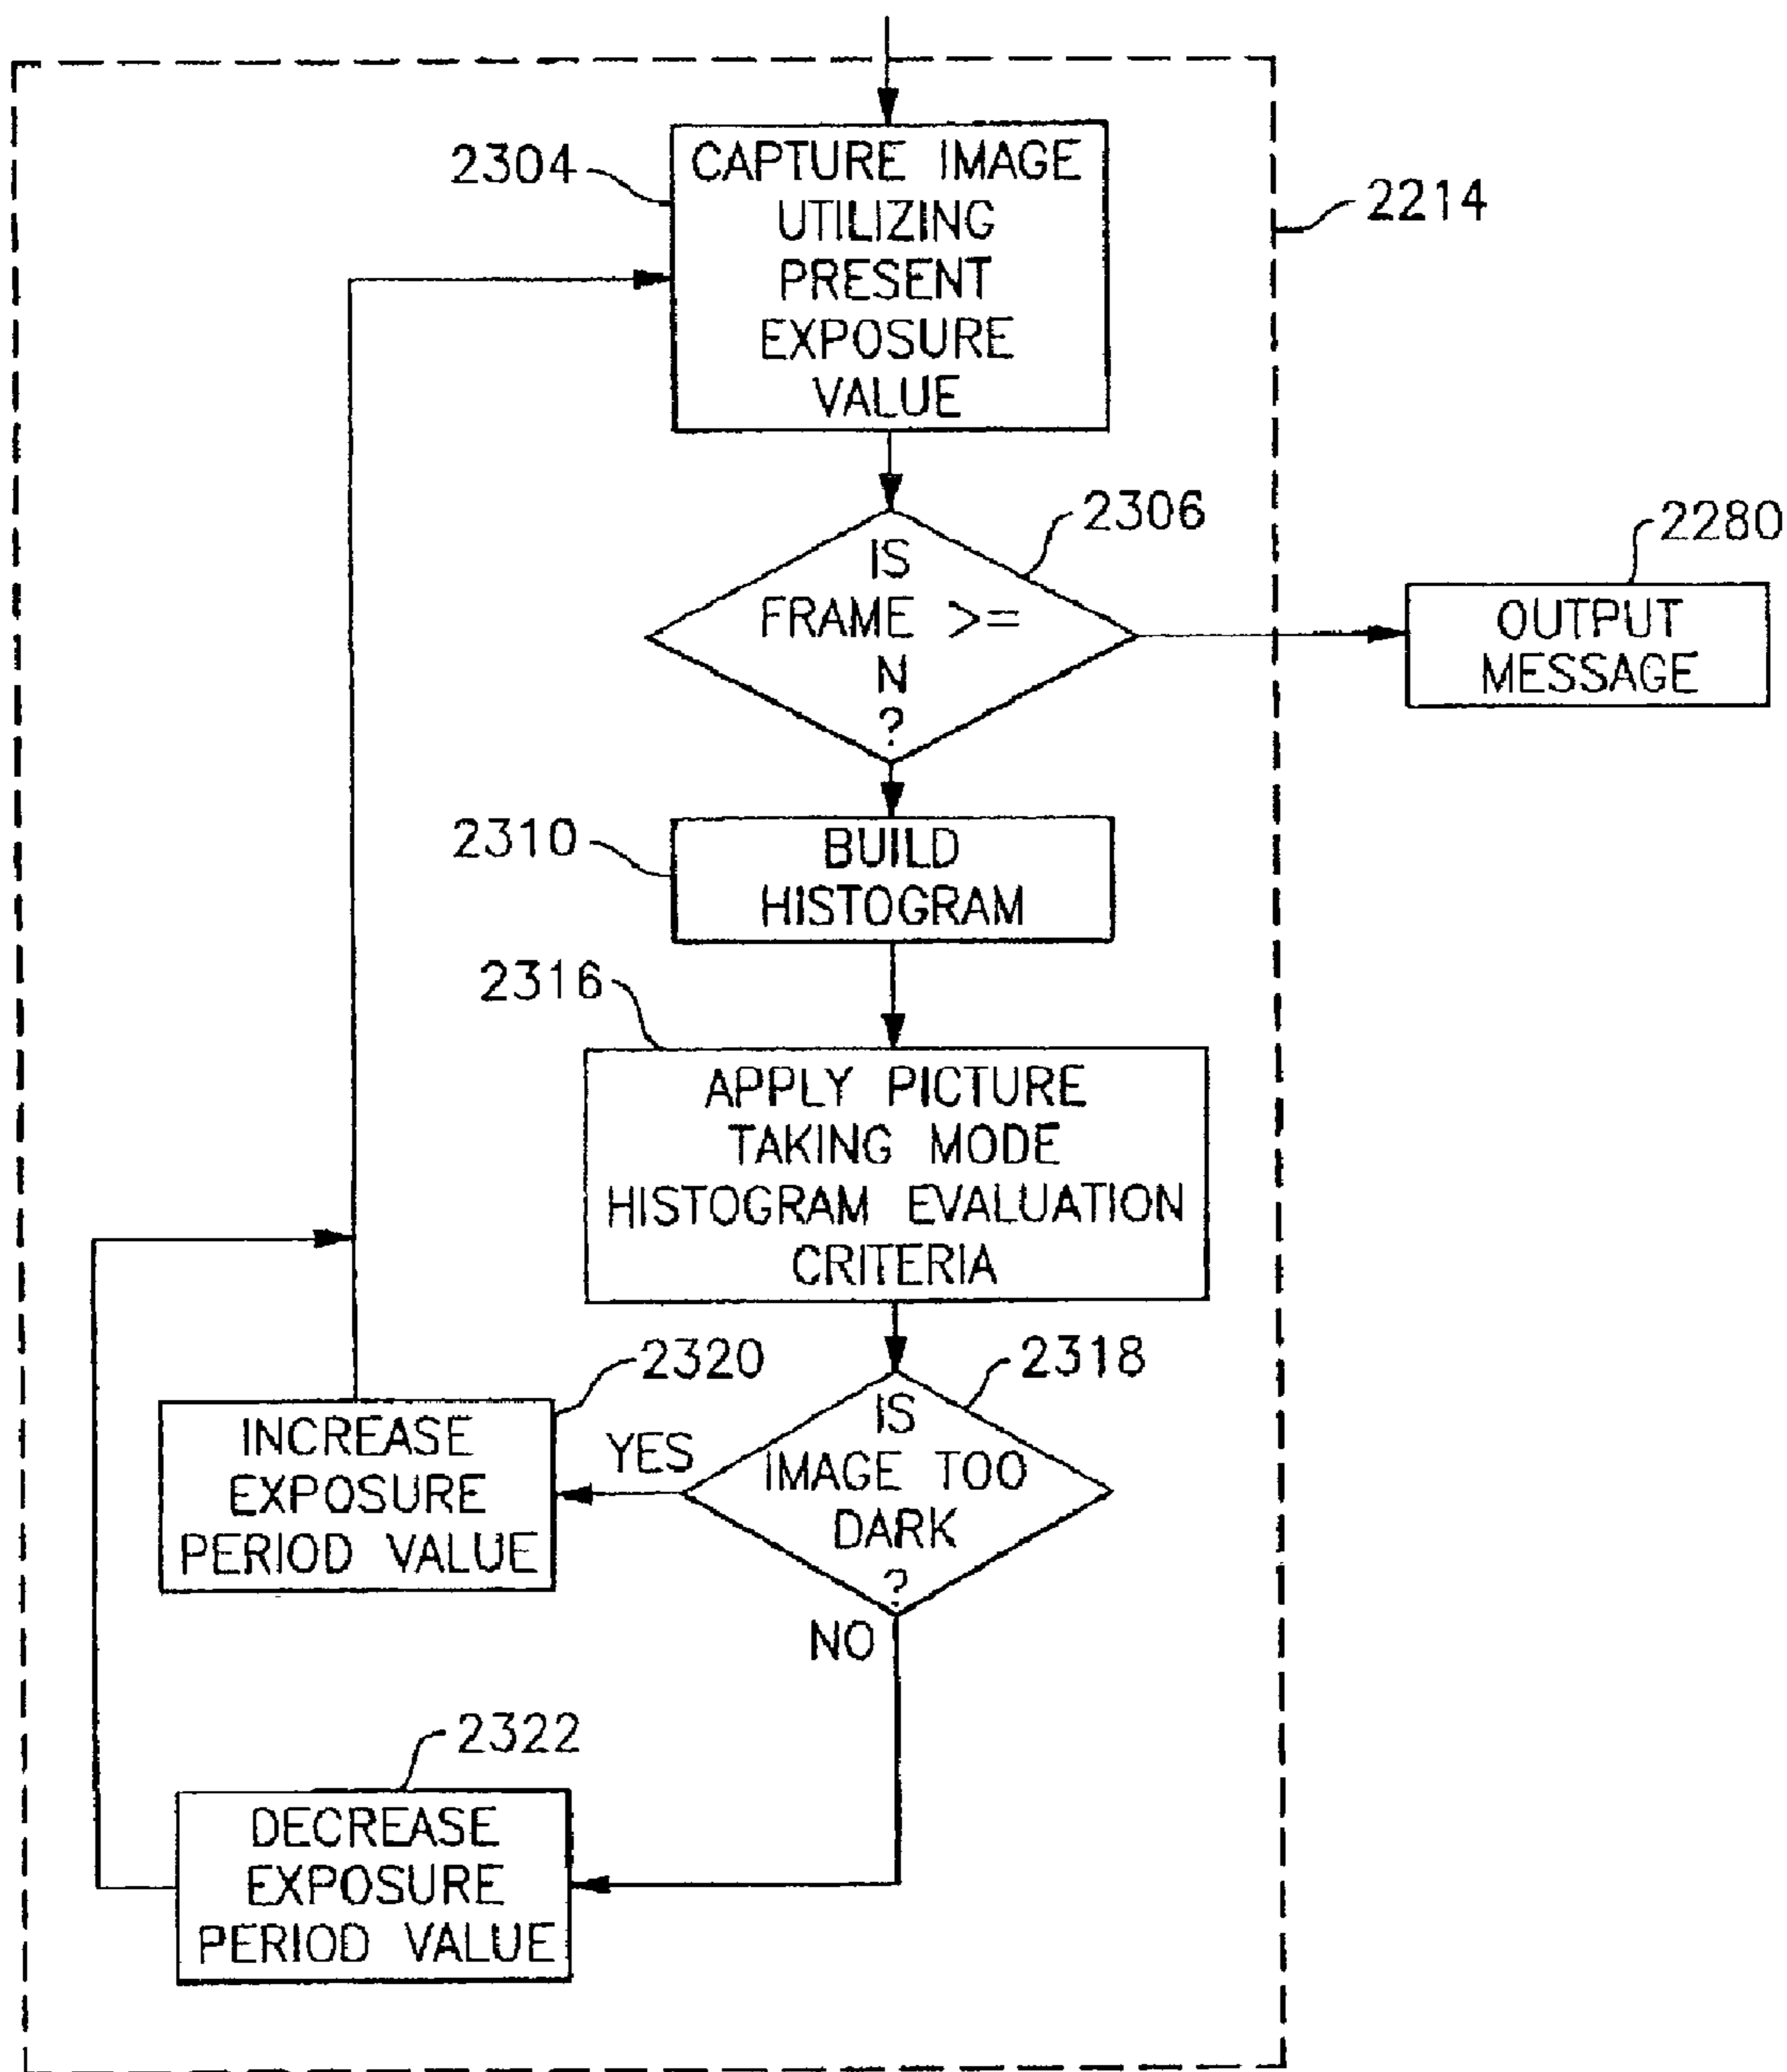 2304
CAPTURE IMAGE
UTILIZING
PRESENT
EXPOSURE
VALUE
2214
2306
IS
FRAME >=
N
?
2280
OUTPUT
MESSAGE
2310
BUILD
HISTOGRAM
2316
APPLY PICTURE
TAKING MODE
HISTOGRAM EVALUATION
CRITERIA
2320
INCREASE
EXPOSURE
PERIOD VALUE
YES
2318
IS
IMAGE TOO
DARK
?
NO
2322
DECREASE
EXPOSURE
PERIOD VALUE